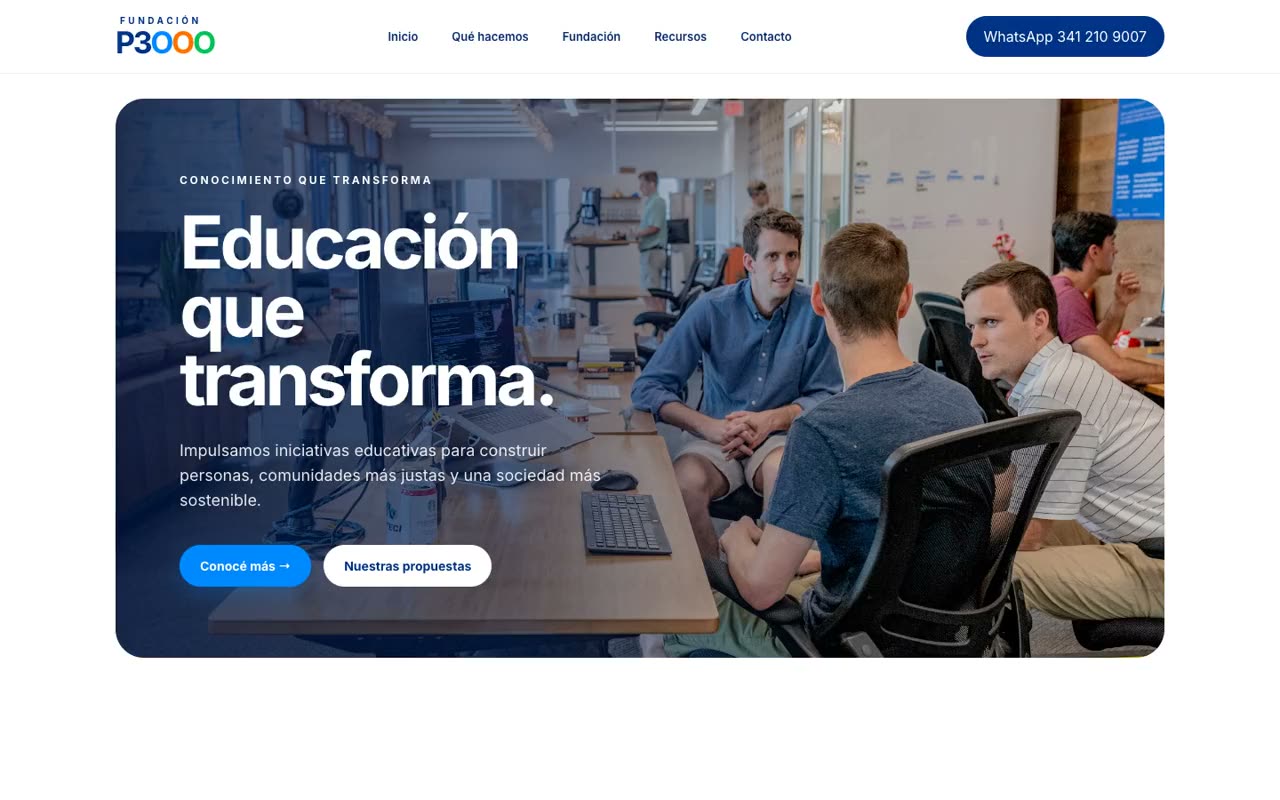 FUNDACIÓN
P3000
Inicio
Qué hacemos
Fundación
Recursos
Contacto
WhatsApp 341 210 9007
CONOCIMIENTO QUE TRANSFORMA
Educación
que
transforma.
Impulsamos iniciativas educativas para construir
personas, comunidades más justas y una sociedad más
sostenible.
Conocé más →
Nuestras propuestas